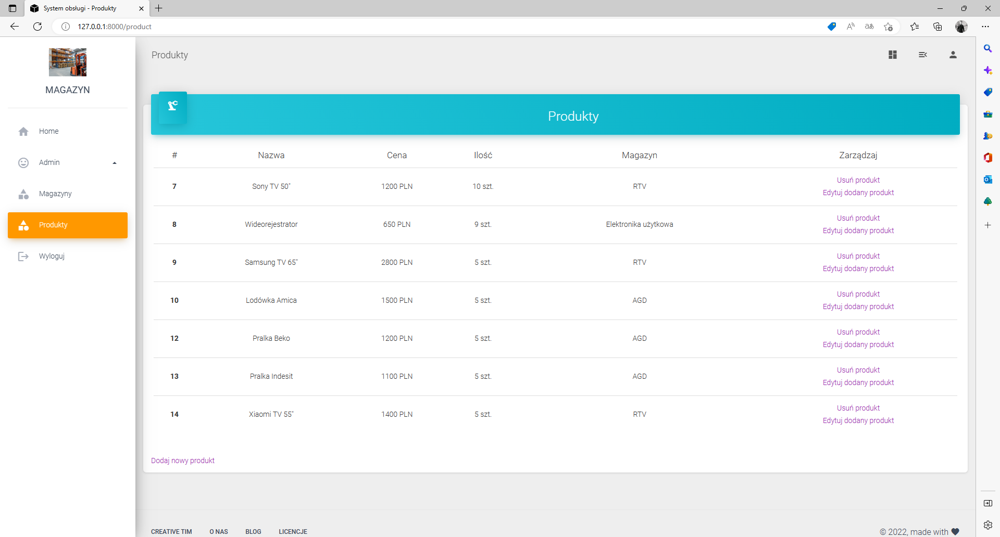 System obsługi - Produkty
127.0.0.1:8000/product
MAGAZYN
Home
Admin
Magazyny
Produkty
Wyloguj
Produkty
Produkty
# Nazwa Cena Ilość Magazyn Zarządzaj
7 Sony TV 50" 1200 PLN 10 szt. RTV Usuń produkt
Edytuj dodany produkt
8 Wideorejestrator 650 PLN 9 szt. Elektronika użytkowa Usuń produkt
Edytuj dodany produkt
9 Samsung TV 65" 2800 PLN 5 szt. RTV Usuń produkt
Edytuj dodany produkt
10 Lodówka Amica 1500 PLN 5 szt. AGD Usuń produkt
Edytuj dodany produkt
12 Pralka Beko 1200 PLN 5 szt. AGD Usuń produkt
Edytuj dodany produkt
13 Pralka Indesit 1100 PLN 5 szt. AGD Usuń produkt
Edytuj dodany produkt
14 Xiaomi TV 55" 1400 PLN 5 szt. RTV Usuń produkt
Edytuj dodany produkt
Dodaj nowy produkt
CREATIVE TIM O NAS BLOG LICENCJE
© 2022, made with